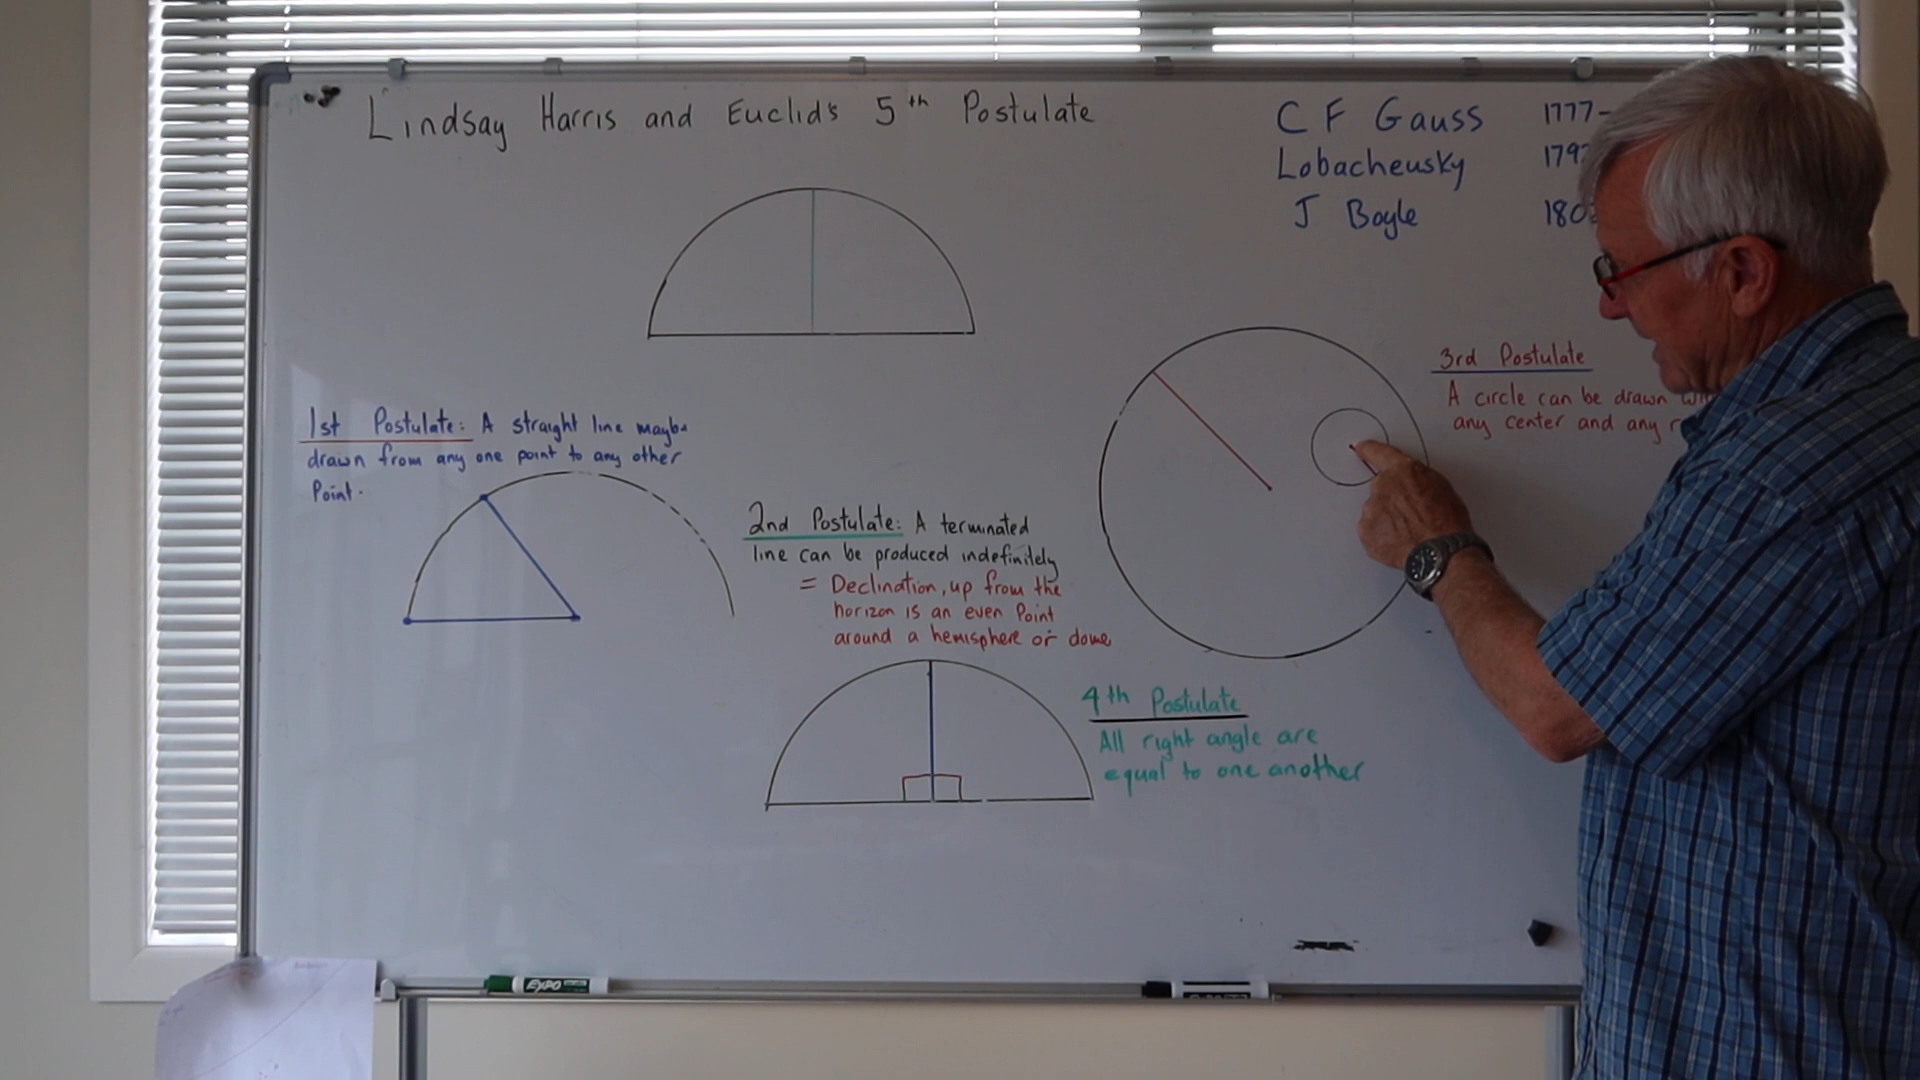 Lindsay Harris and Euclid's 5th Postulate
C F Gauss 1777-
Lobacheusky 179
J Boyle 180
3rd Postulate
A circle can be drawn
any center and any
1st Postulate: A straight line maybe
drawn from any one point to any other
Point.
2nd Postulate: A terminated
line can be produced indefinitely
= Declination, up from the
horizon is an even Point
around a hemisphere or dome
4th Postulate
All right angle are
equal to one another
EXPO